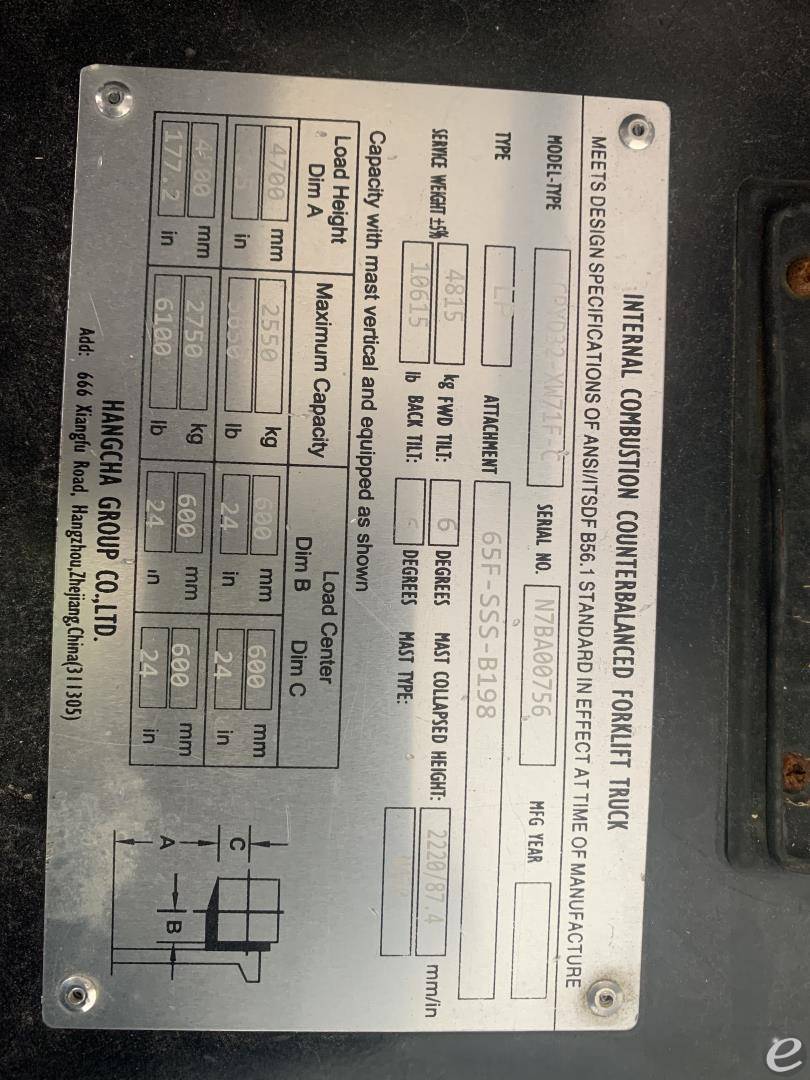 INTERNAL COMBUSTION COUNTERBALANCED FORKLIFT TRUCK
MEETS DESIGN SPECIFICATIONS OF ANSI/ITSDF B56.1 STANDARD IN EFFECT AT TIME OF MANUFACTURE
MODEL-TYPE SERIAL NO. N7BA00756 MFG YEAR
TYPE LP ATTACHMENT 65F-SSS-B198
SERVICE WEIGHT ±5% 4815 kg FWD TILT: 6 DEGREES MAST COLLAPSED HEIGHT: 2220/87.4 mm/in
10615 lb BACK TILT: DEGREES MAST TYPE:
Capacity with mast vertical and equipped as shown
Load Height Maximum Capacity Load Center
Dim A Dim B Dim C
4700 mm 2550 kg 600 mm 600 mm
in lb 24 in 24 in
mm 2750 kg 600 mm 600 mm
177.2 in 6100 lb 24 in 24 in
C
A B
HANGCHA GROUP CO.,LTD.
Add: 666 Xiangfu Road, Hangzhou,Zhejiang,China(311305)
e